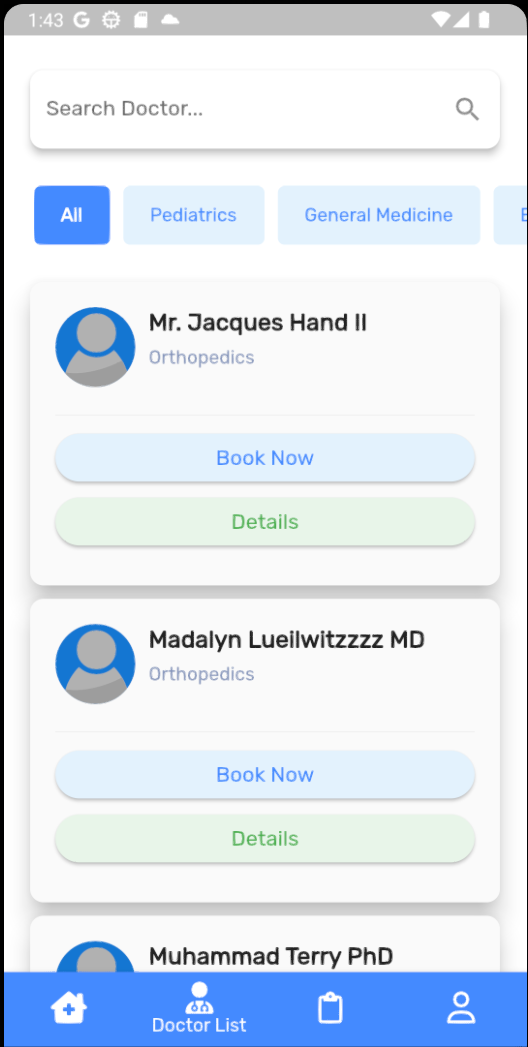 1:43
Search Doctor...
All Pediatrics General Medicine
Mr. Jacques Hand II
Orthopedics
Book Now
Details
Madalyn Lueilwitzzzz MD
Orthopedics
Book Now
Details
Muhammad Terry PhD
Doctor List